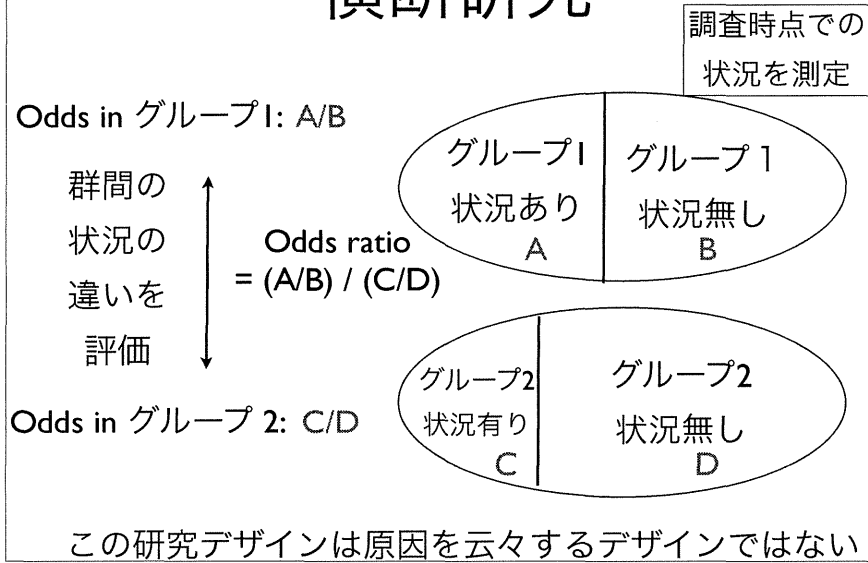 横断研究
調査時点での
状況を測定
Odds in グループ1: A/B
群間の
状況の
違いを
評価
Odds ratio
= (A/B) / (C/D)
Odds in グループ 2: C/D
グループ1
状況あり
A
グループ 1
状況無し
B
グループ2
状況有り
C
グループ2
状況無し
D
この研究デザインは原因を云々するデザインではない